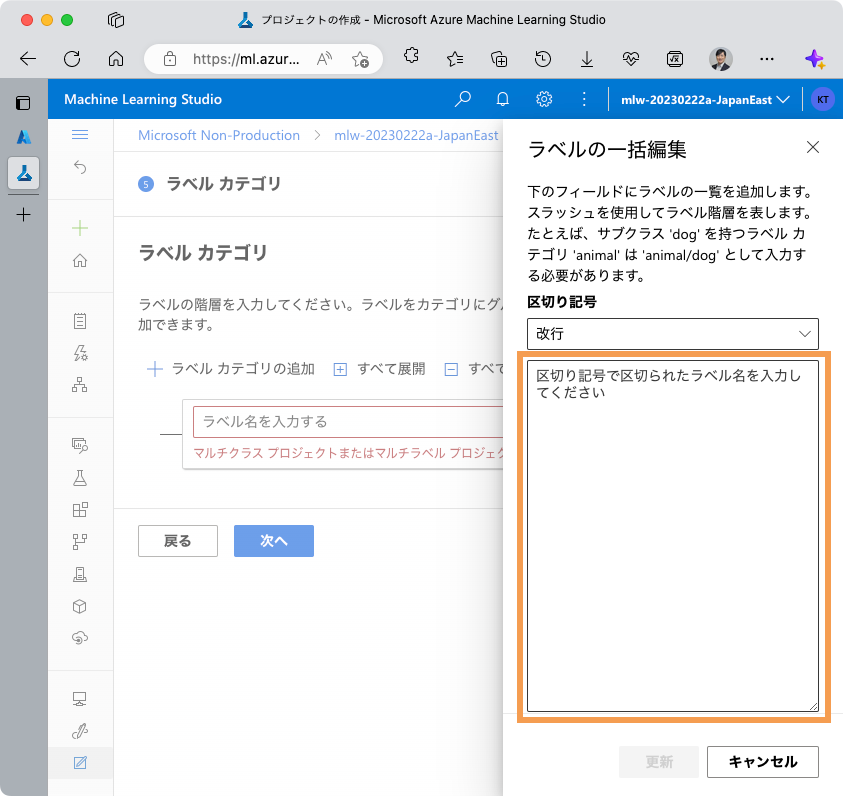 プロジェクトの作成 - Microsoft Azure Machine Learning Studio
https://ml.azur...
Machine Learning Studio
mlw-20230222a-JapanEast
KT
Microsoft Non-Production
mlw-20230222a-JapanEast
5 ラベル カテゴリ
ラベル カテゴリ
ラベルの階層を入力してください。ラベルをカテゴリにグル
加できます。
ラベル カテゴリの追加
すべて展開
すべて
ラベル名を入力する
マルチクラス プロジェクトまたはマルチラベル プロジェク
戻る
次へ
ラベルの一括編集
下のフィールドにラベルの一覧を追加します。
スラッシュを使用してラベル階層を表します。
たとえば、サブクラス 'dog' を持つラベル カ
テゴリ 'animal' は 'animal/dog' として入力す
る必要があります。
区切り記号
改行
区切り記号で区切られたラベル名を入力し
てください
更新
キャンセル